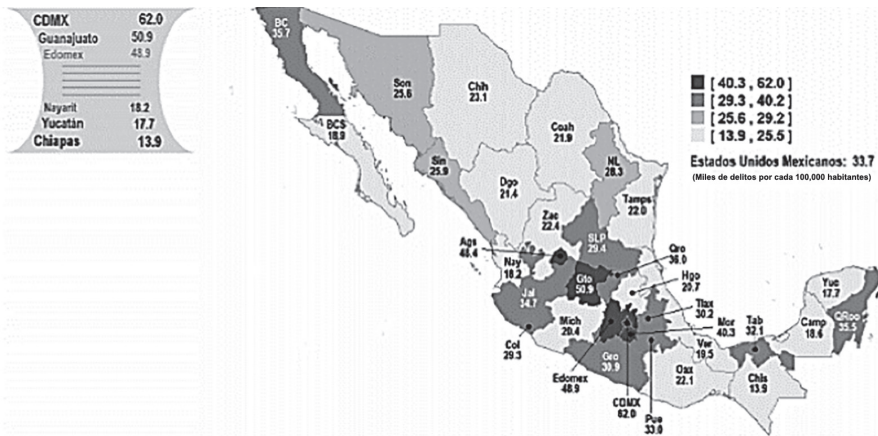 CDMX 62.0
Guanajuato 50.9
Edomex 48.9
Nayarit 18.2
Yucatán 17.7
Chiapas 13.9
BC
35.7
Son
25.6
Chih
23.1
BCS
18.9
Coah
21.9
Sin
25.9
NL
28.3
Dgo
21.4
Tamps
22.0
Zac
22.4
SLP
29.4
Ags
Nay
18.2
Gto
50.9
Qro
36.0
Hgo
20.7
Jal
34.7
Tlax
30.2
Mich
20.4
Mor
40.3
Tab
32.1
Yuc
17.7
QRoo
35.5
Camp
18.6
Col
29.3
Gro
30.9
Ver
19.5
Edomex
48.9
CDMX
62.0
Pue
33.0
Oax
22.1
Chis
13.9
[ 40.3 , 62.0 ]
[ 29.3 , 40.2 ]
[ 25.6 , 29.2 ]
[ 13.9 , 25.5 ]
Estados Unidos Mexicanos: 33.7
(Miles de delitos por cada 100,000 habitantes)